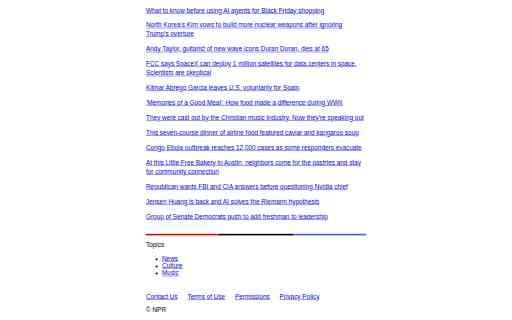 What to know before using AI agents for Black Friday shopping
North Korea's Kim vows to build more nuclear weapons after ignoring
Trump's overture
Andy Taylor, guitarist of new wave icons Duran Duran, dies at 65
FCC says SpaceX can deploy 1 million satellites for data centers in space.
Scientists are skeptical
Kilmar Abrego Garcia leaves U.S. voluntarily for Spain
'Memories of a Good Meal': How food made a difference during WWII
They were cast out by the Christian music industry. Now they're speaking out
This seven-course dinner of airline food featured caviar and kangaroo soup
Congo Ebola outbreak reaches 12,000 cases as some responders evacuate
At this Little Free Bakery in Austin, neighbors come for the pastries and stay
for community connection
Republican wants FBI and CIA answers before questioning Nvidia chief
Jensen Huang is back and AI solves the Riemann hypothesis
Group of Senate Democrats push to add freshman to leadership
Topics
News
Culture
Music
Contact Us Terms of Use Permissions Privacy Policy
© NPR